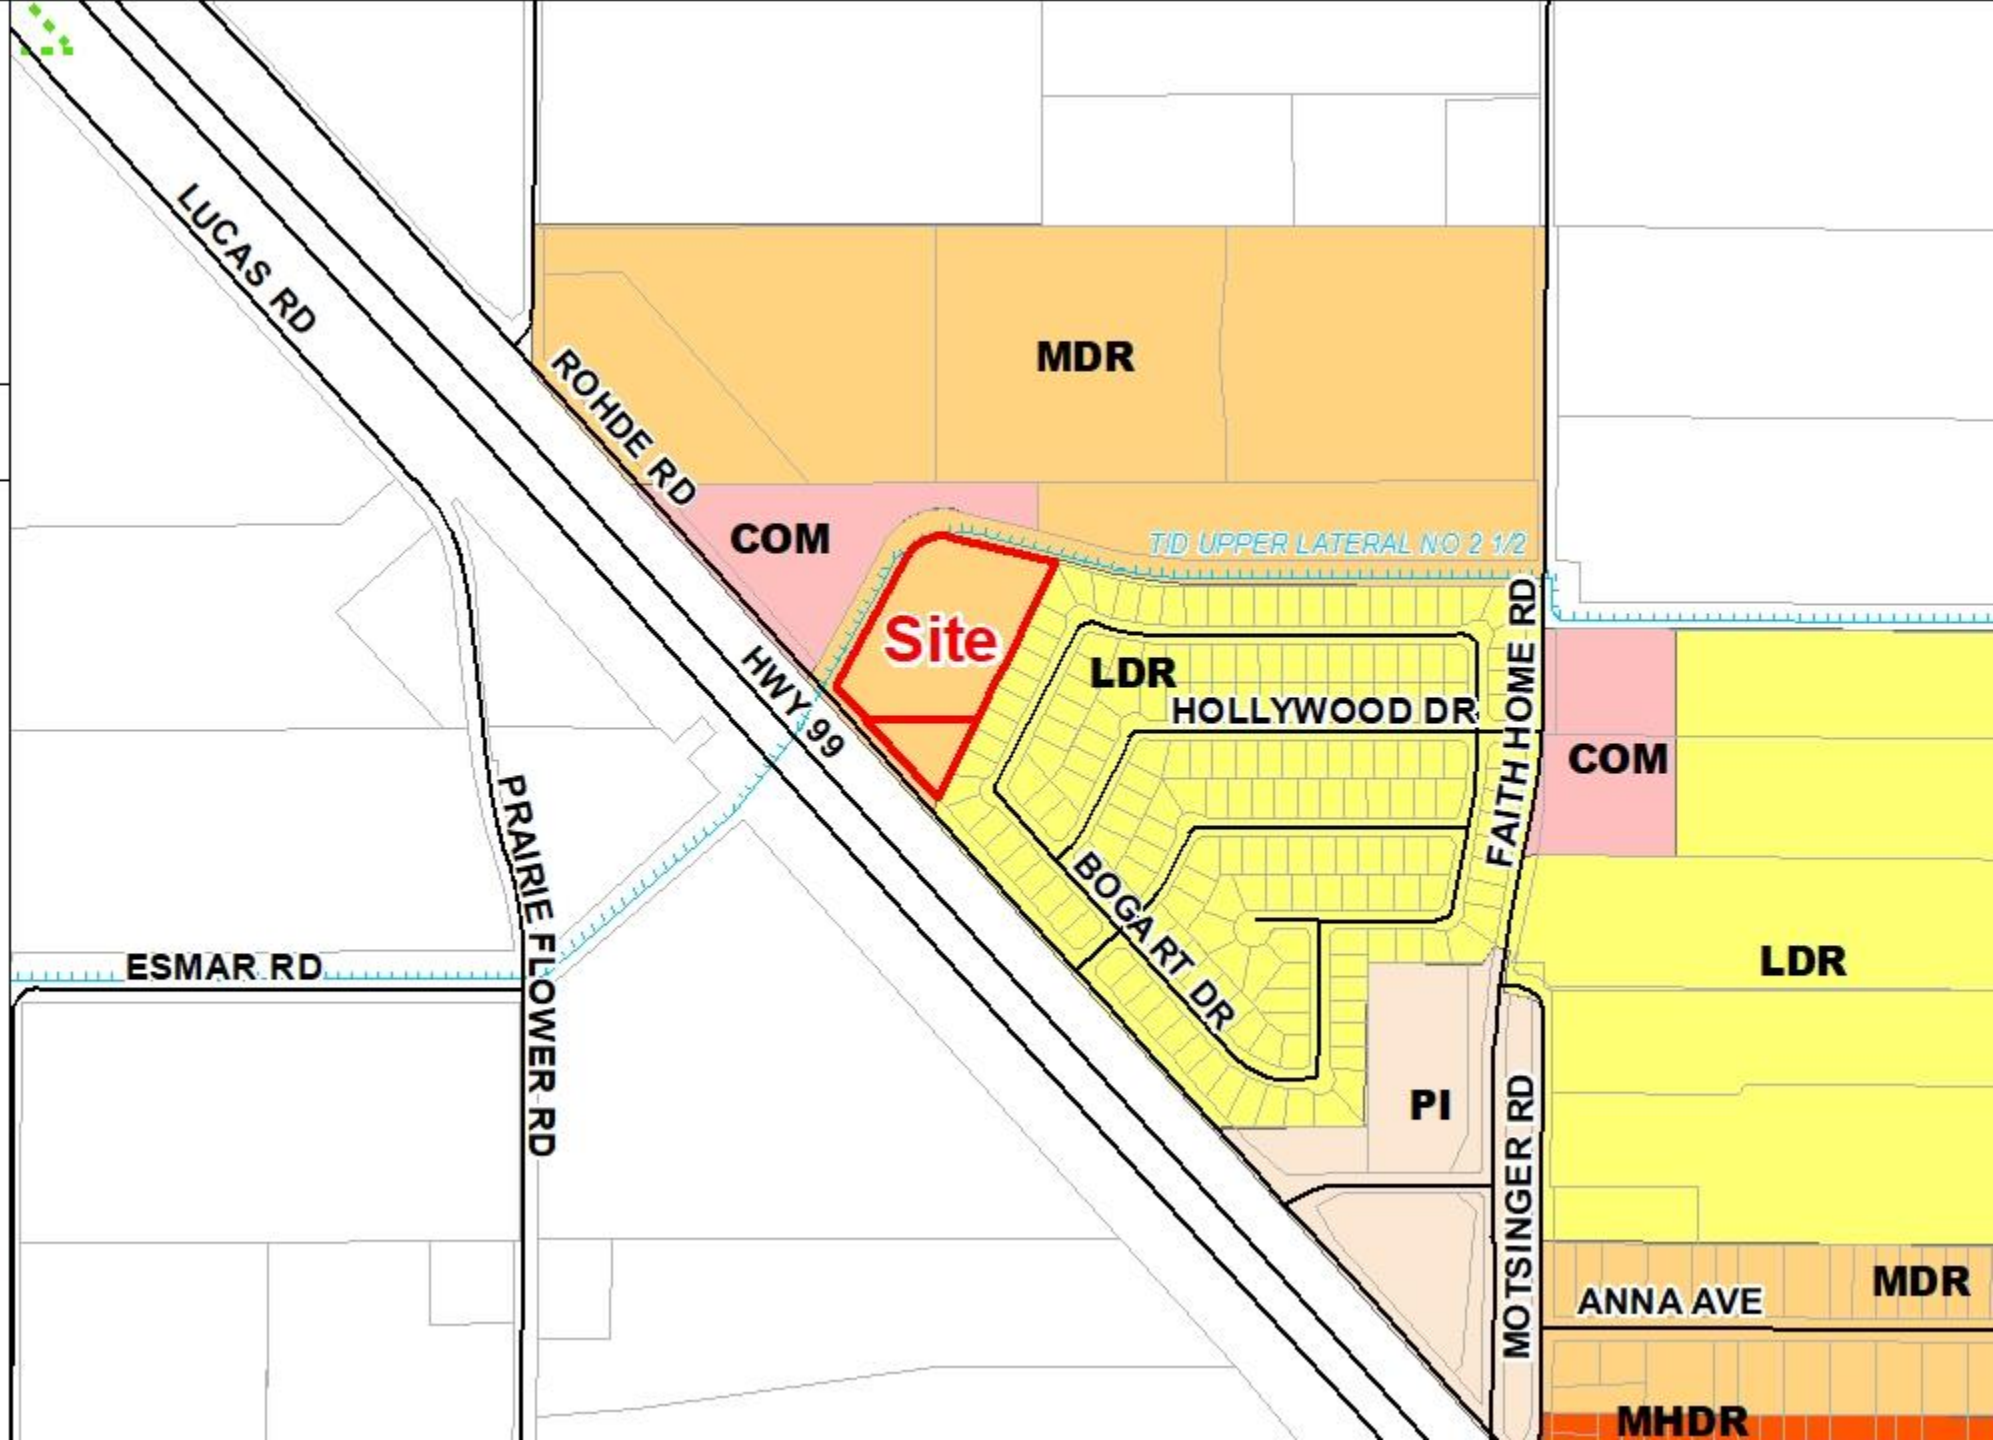 LUCAS RD
ROHDE RD
MDR
COM
TID UPPER LATERAL NO 2 1/2
Site
HWY 99
LDR
HOLLYWOOD DR
FAITH HOME RD
COM
PRAIRIE FLOWER RD
BOGART DR
ESMAR RD
LDR
PI
MOTSINGER RD
MDR
ANNA AVE
MHDR